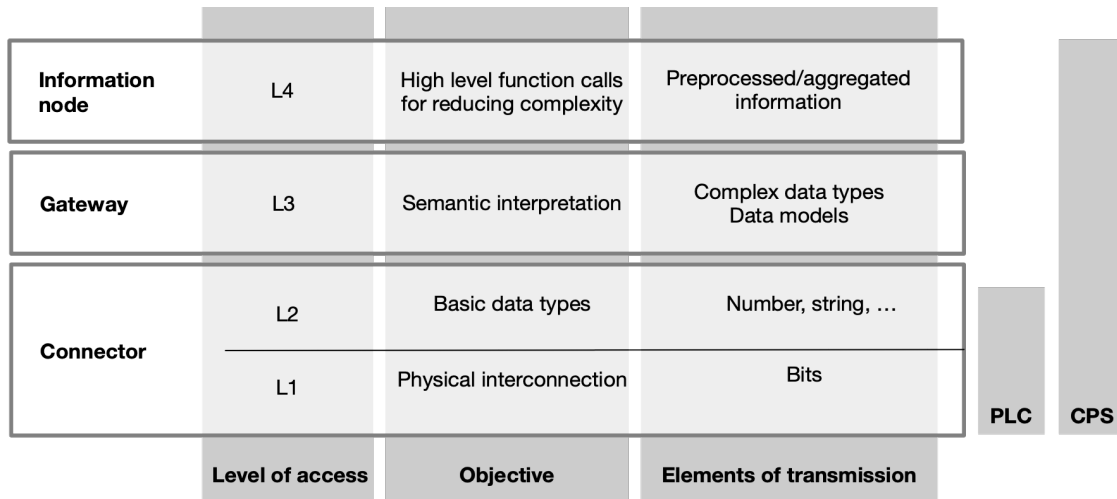 Information
node
L4
High level function calls
for reducing complexity
Preprocessed/aggregated
information
Gateway
L3
Semantic interpretation
Complex data types
Data models
Connector
L2
Basic data types
Number, string, …
L1
Physical interconnection
Bits
PLC
CPS
Level of access
Objective
Elements of transmission